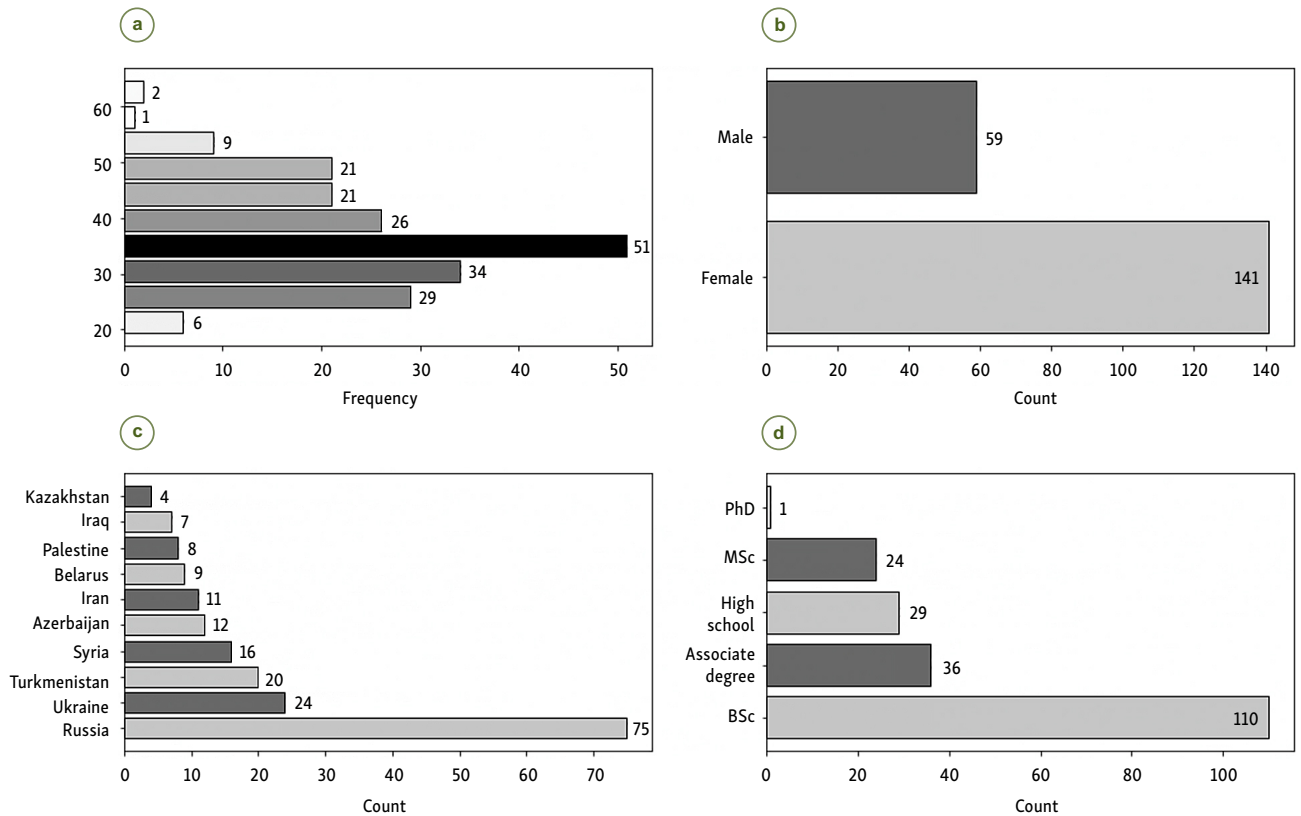 a
2
60
1
9
50
21
21
40
26
51
30
34
29
20
6
0 10 20 30 40 50
Frequency
b
Male
59
Female
141
0 20 40 60 80 100 120 140
Count
c
Kazakhstan 4
Iraq 7
Palestine 8
Belarus 9
Iran 11
Azerbaijan 12
Syria 16
Turkmenistan 20
Ukraine 24
Russia 75
0 10 20 30 40 50 60 70
Count
d
PhD 1
MSc 24
High
school
29
Associate
degree
36
BSc 110
0 20 40 60 80 100
Count